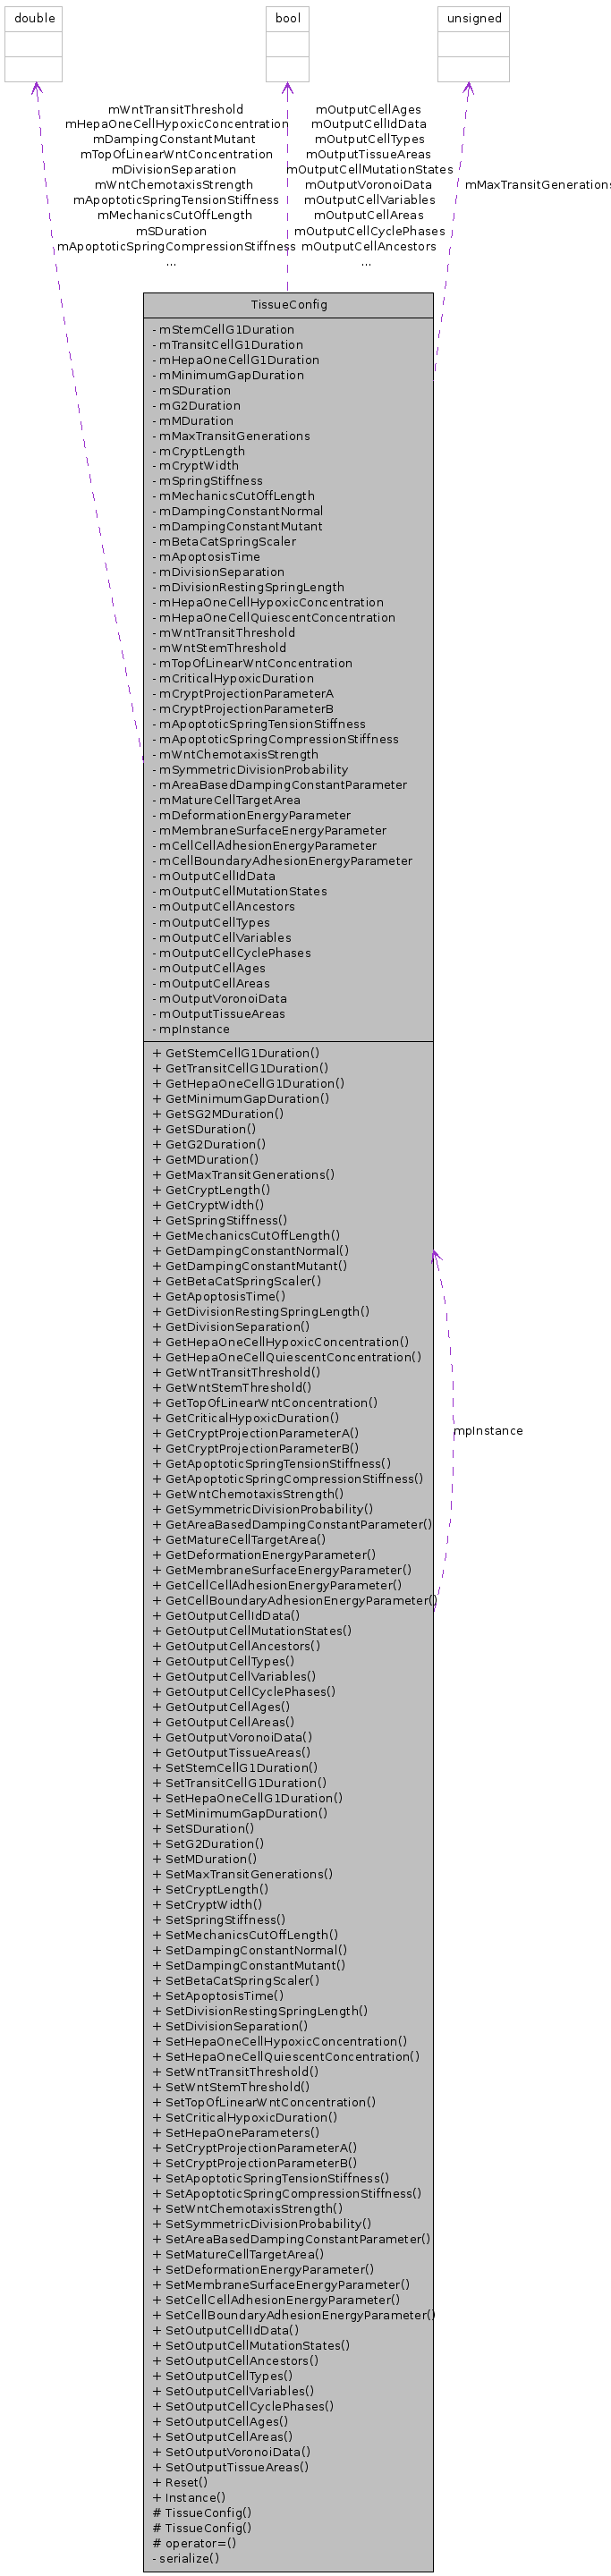 double
bool
unsigned
mWntTransitThreshold
mHepaOneCellHypoxicConcentration
mDampingConstantMutant
mTopOfLinearWntConcentration
mDivisionSeparation
mWntChemotaxisStrength
mApoptoticSpringTensionStiffness
mMechanicsCutOffLength
mSDuration
mApoptoticSpringCompressionStiffness
...
mOutputCellAges
mOutputCellIdData
mOutputCellTypes
mOutputTissueAreas
mOutputCellMutationStates
mOutputVoronoiData
mOutputCellVariables
mOutputCellAreas
mOutputCellCyclePhases
mOutputCellAncestors
...
mMaxTransitGenerations
TissueConfig
- mStemCellG1Duration
- mTransitCellG1Duration
- mHepaOneCellG1Duration
- mMinimumGapDuration
- mSDuration
- mG2Duration
- mMDuration
- mMaxTransitGenerations
- mCryptLength
- mCryptWidth
- mSpringStiffness
- mMechanicsCutOffLength
- mDampingConstantNormal
- mDampingConstantMutant
- mBetaCatSpringScaler
- mApoptosisTime
- mDivisionSeparation
- mDivisionRestingSpringLength
- mHepaOneCellHypoxicConcentration
- mHepaOneCellQuiescentConcentration
- mWntTransitThreshold
- mWntStemThreshold
- mTopOfLinearWntConcentration
- mCriticalHypoxicDuration
- mCryptProjectionParameterA
- mCryptProjectionParameterB
- mApoptoticSpringTensionStiffness
- mApoptoticSpringCompressionStiffness
- mWntChemotaxisStrength
- mSymmetricDivisionProbability
- mAreaBasedDampingConstantParameter
- mMatureCellTargetArea
- mDeformationEnergyParameter
- mMembraneSurfaceEnergyParameter
- mCellCellAdhesionEnergyParameter
- mCellBoundaryAdhesionEnergyParameter
- mOutputCellIdData
- mOutputCellMutationStates
- mOutputCellAncestors
- mOutputCellTypes
- mOutputCellVariables
- mOutputCellCyclePhases
- mOutputCellAges
- mOutputCellAreas
- mOutputVoronoiData
- mOutputTissueAreas
- mpInstance
+ GetStemCellG1Duration()
+ GetTransitCellG1Duration()
+ GetHepaOneCellG1Duration()
+ GetMinimumGapDuration()
+ GetSG2MDuration()
+ GetSDuration()
+ GetG2Duration()
+ GetMDuration()
+ GetMaxTransitGenerations()
+ GetCryptLength()
+ GetCryptWidth()
+ GetSpringStiffness()
+ GetMechanicsCutOffLength()
+ GetDampingConstantNormal()
+ GetDampingConstantMutant()
+ GetBetaCatSpringScaler()
+ GetApoptosisTime()
+ GetDivisionRestingSpringLength()
+ GetDivisionSeparation()
+ GetHepaOneCellHypoxicConcentration()
+ GetHepaOneCellQuiescentConcentration()
+ GetWntTransitThreshold()
+ GetWntStemThreshold()
+ GetTopOfLinearWntConcentration()
+ GetCriticalHypoxicDuration()
+ GetCryptProjectionParameterA()
+ GetCryptProjectionParameterB()
+ GetApoptoticSpringTensionStiffness()
+ GetApoptoticSpringCompressionStiffness()
+ GetWntChemotaxisStrength()
+ GetSymmetricDivisionProbability()
+ GetAreaBasedDampingConstantParameter()
+ GetMatureCellTargetArea()
+ GetDeformationEnergyParameter()
+ GetMembraneSurfaceEnergyParameter()
+ GetCellCellAdhesionEnergyParameter()
+ GetCellBoundaryAdhesionEnergyParameter()
+ GetOutputCellIdData()
+ GetOutputCellMutationStates()
+ GetOutputCellAncestors()
+ GetOutputCellTypes()
+ GetOutputCellVariables()
+ GetOutputCellCyclePhases()
+ GetOutputCellAges()
+ GetOutputCellAreas()
+ GetOutputVoronoiData()
+ GetOutputTissueAreas()
+ SetStemCellG1Duration()
+ SetTransitCellG1Duration()
+ SetHepaOneCellG1Duration()
+ SetMinimumGapDuration()
+ SetSDuration()
+ SetG2Duration()
+ SetMDuration()
+ SetMaxTransitGenerations()
+ SetCryptLength()
+ SetCryptWidth()
+ SetSpringStiffness()
+ SetMechanicsCutOffLength()
+ SetDampingConstantNormal()
+ SetDampingConstantMutant()
+ SetBetaCatSpringScaler()
+ SetApoptosisTime()
+ SetDivisionRestingSpringLength()
+ SetDivisionSeparation()
+ SetHepaOneCellHypoxicConcentration()
+ SetHepaOneCellQuiescentConcentration()
+ SetWntTransitThreshold()
+ SetWntStemThreshold()
+ SetTopOfLinearWntConcentration()
+ SetCriticalHypoxicDuration()
+ SetHepaOneParameters()
+ SetCryptProjectionParameterA()
+ SetCryptProjectionParameterB()
+ SetApoptoticSpringTensionStiffness()
+ SetApoptoticSpringCompressionStiffness()
+ SetWntChemotaxisStrength()
+ SetSymmetricDivisionProbability()
+ SetAreaBasedDampingConstantParameter()
+ SetMatureCellTargetArea()
+ SetDeformationEnergyParameter()
+ SetMembraneSurfaceEnergyParameter()
+ SetCellCellAdhesionEnergyParameter()
+ SetCellBoundaryAdhesionEnergyParameter()
+ SetOutputCellIdData()
+ SetOutputCellMutationStates()
+ SetOutputCellAncestors()
+ SetOutputCellTypes()
+ SetOutputCellVariables()
+ SetOutputCellCyclePhases()
+ SetOutputCellAges()
+ SetOutputCellAreas()
+ SetOutputVoronoiData()
+ SetOutputTissueAreas()
+ Reset()
+ Instance()
# TissueConfig()
# TissueConfig()
# operator=()
- serialize()
mpInstance